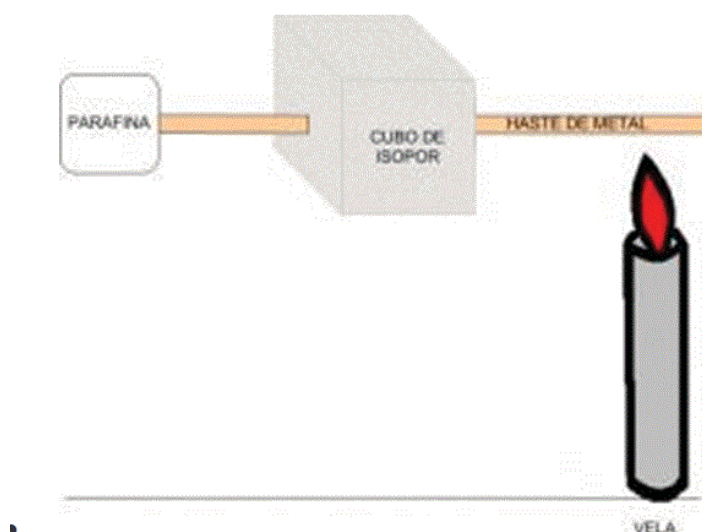 PARAFINA
CUBO DE
ISOPOR
HASTE DE METAL
VELA